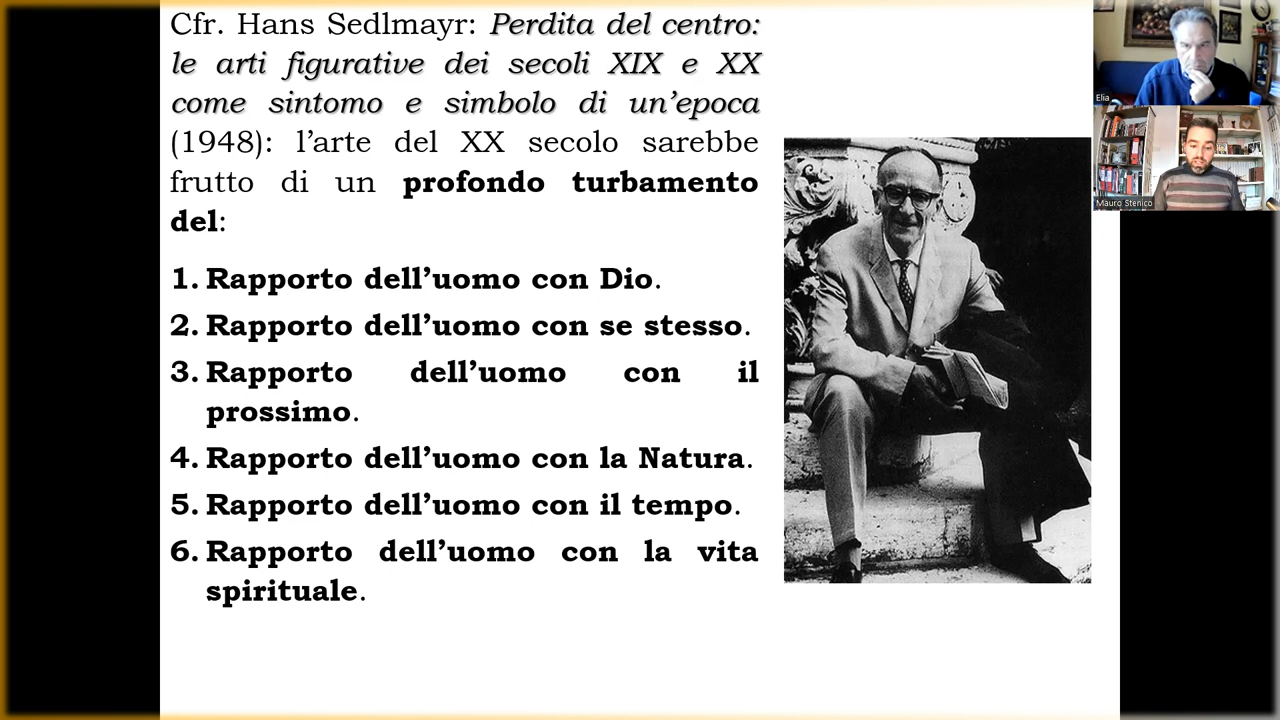 Cfr. Hans Sedlmayr: Perdita del centro:
le arti figurative dei secoli XIX e XX
come sintomo e simbolo di un’epoca
(1948): l’arte del XX secolo sarebbe
frutto di un profondo turbamento
del:
1. Rapporto dell’uomo con Dio.
2. Rapporto dell’uomo con se stesso.
3. Rapporto dell’uomo con il
prossimo.
4. Rapporto dell’uomo con la Natura.
5. Rapporto dell’uomo con il tempo.
6. Rapporto dell’uomo con la vita
spirituale.
Elia
Mauro Stenico